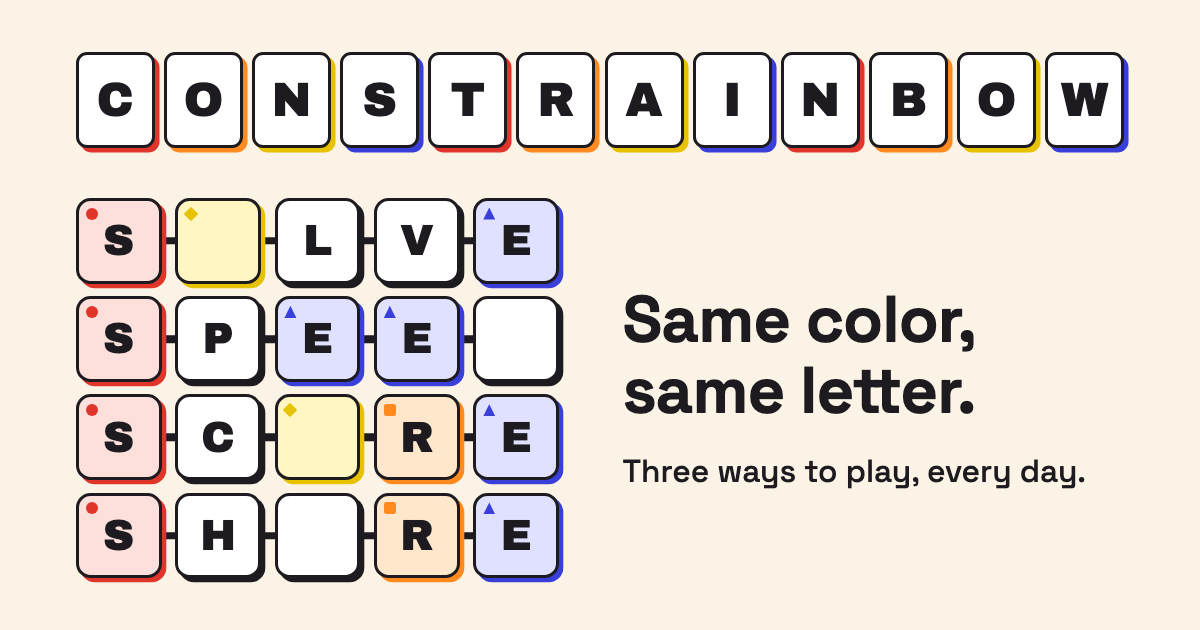 CONSTRAINBOW
S LVE
SPEE
SC RE
SH RE
Same color,
same letter.
Three ways to play, every day.